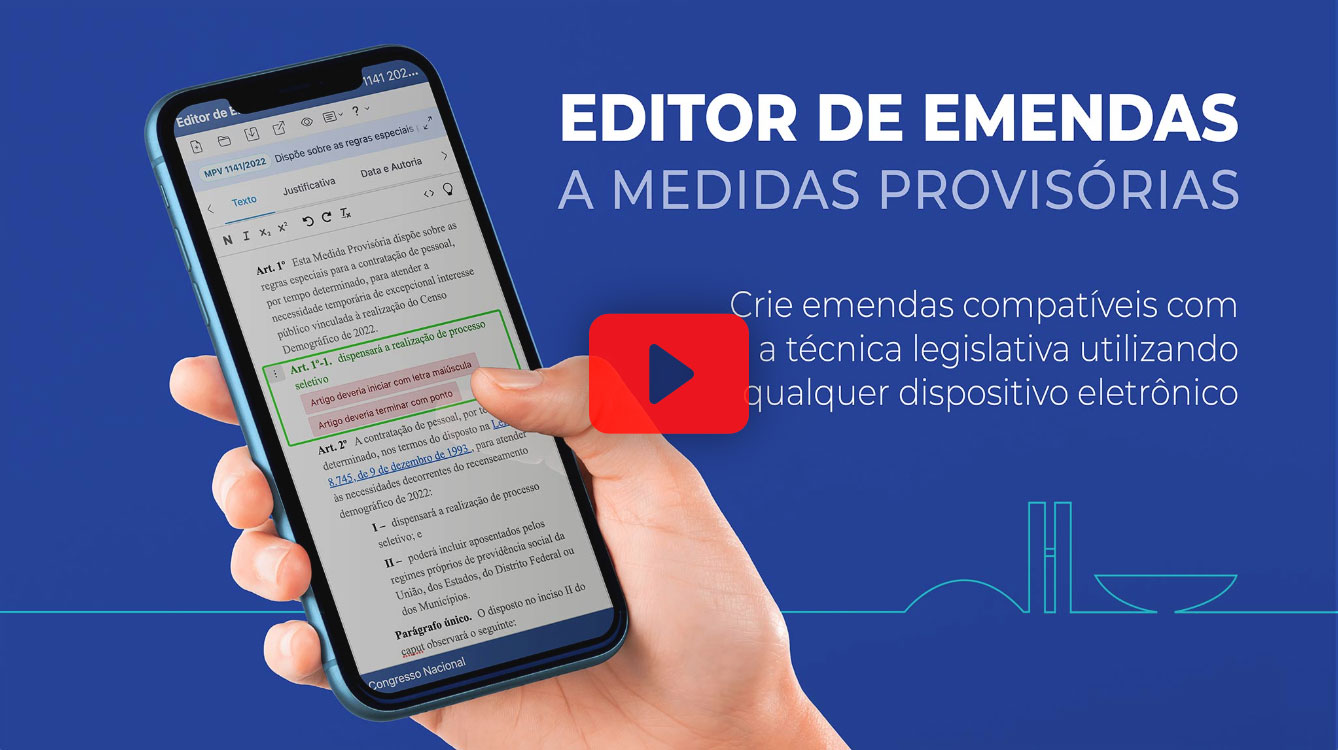 EDITOR DE EMENDAS
A MEDIDAS PROVISÓRIAS
Crie emendas compatíveis com
a técnica legislativa utilizando
qualquer dispositivo eletrônico
Editor de E
1141 202...
MPV 1141/2022 Dispõe sobre as regras especiais
Texto Justificativa Data e Autoria
N I X₂ X²
Art. 1º Esta Medida Provisória dispõe sobre as
regras especiais para a contratação de pessoal,
por tempo determinado, para atender a
necessidade temporária de excepcional interesse
público vinculada à realização do Censo
Demográfico de 2022.
Art. 1º-1. dispensará a realização de processo
seletivo
Artigo deveria iniciar com letra maiúscula
Artigo deveria terminar com ponto
Art. 2º A contratação de pessoal, por
determinado, nos termos do disposto na
8.745, de 9 de dezembro de 1993, para atender
às necessidades decorrentes do recenseamento
demográfico de 2022:
I – dispensará a realização de processo
seletivo; e
II – poderá incluir aposentados pelos
regimes próprios de previdência social da
União, dos Estados, do Distrito Federal ou
dos Municípios.
Parágrafo único. O disposto no inciso II do
caput observará o seguinte:
Congresso Nacional